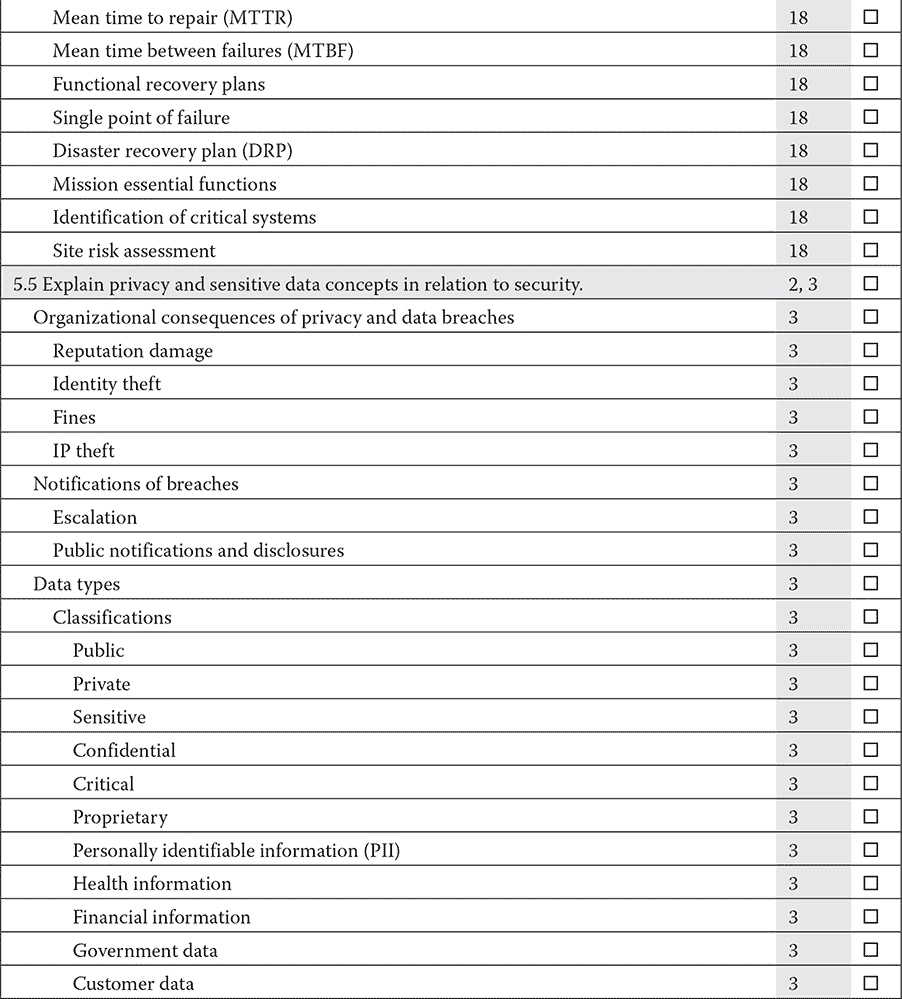 Mean time to repair (MTTR) 18 ☐
Mean time between failures (MTBF) 18 ☐
Functional recovery plans 18 ☐
Single point of failure 18 ☐
Disaster recovery plan (DRP) 18 ☐
Mission essential functions 18 ☐
Identification of critical systems 18 ☐
Site risk assessment 18 ☐
5.5 Explain privacy and sensitive data concepts in relation to security. 2, 3 ☐
Organizational consequences of privacy and data breaches 3 ☐
Reputation damage 3 ☐
Identity theft 3 ☐
Fines 3 ☐
IP theft 3 ☐
Notifications of breaches 3 ☐
Escalation 3 ☐
Public notifications and disclosures 3 ☐
Data types 3 ☐
Classifications 3 ☐
Public 3 ☐
Private 3 ☐
Sensitive 3 ☐
Confidential 3 ☐
Critical 3 ☐
Proprietary 3 ☐
Personally identifiable information (PII) 3 ☐
Health information 3 ☐
Financial information 3 ☐
Government data 3 ☐
Customer data 3 ☐